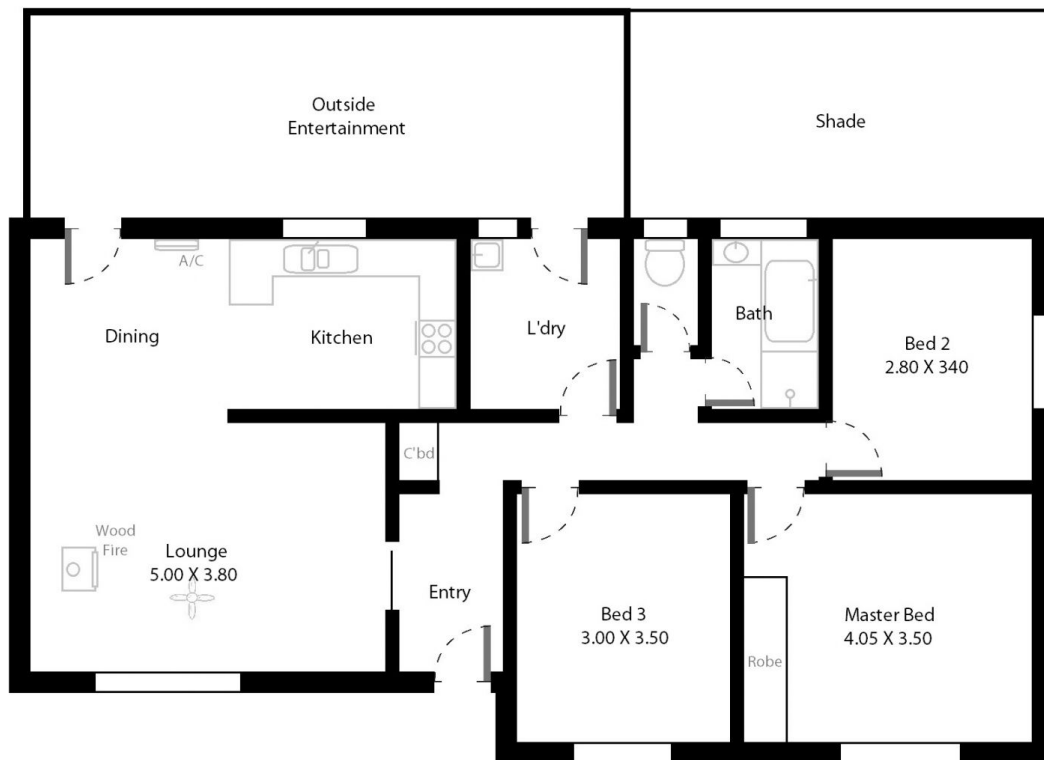 Outside
Entertainment
Shade
A/C
Dining
Kitchen
L'dry
Bath
Bed 2
2.80 X 340
C'bd
Wood
Fire
Lounge
5.00 X 3.80
Entry
Bed 3
3.00 X 3.50
Master Bed
4.05 X 3.50
Robe